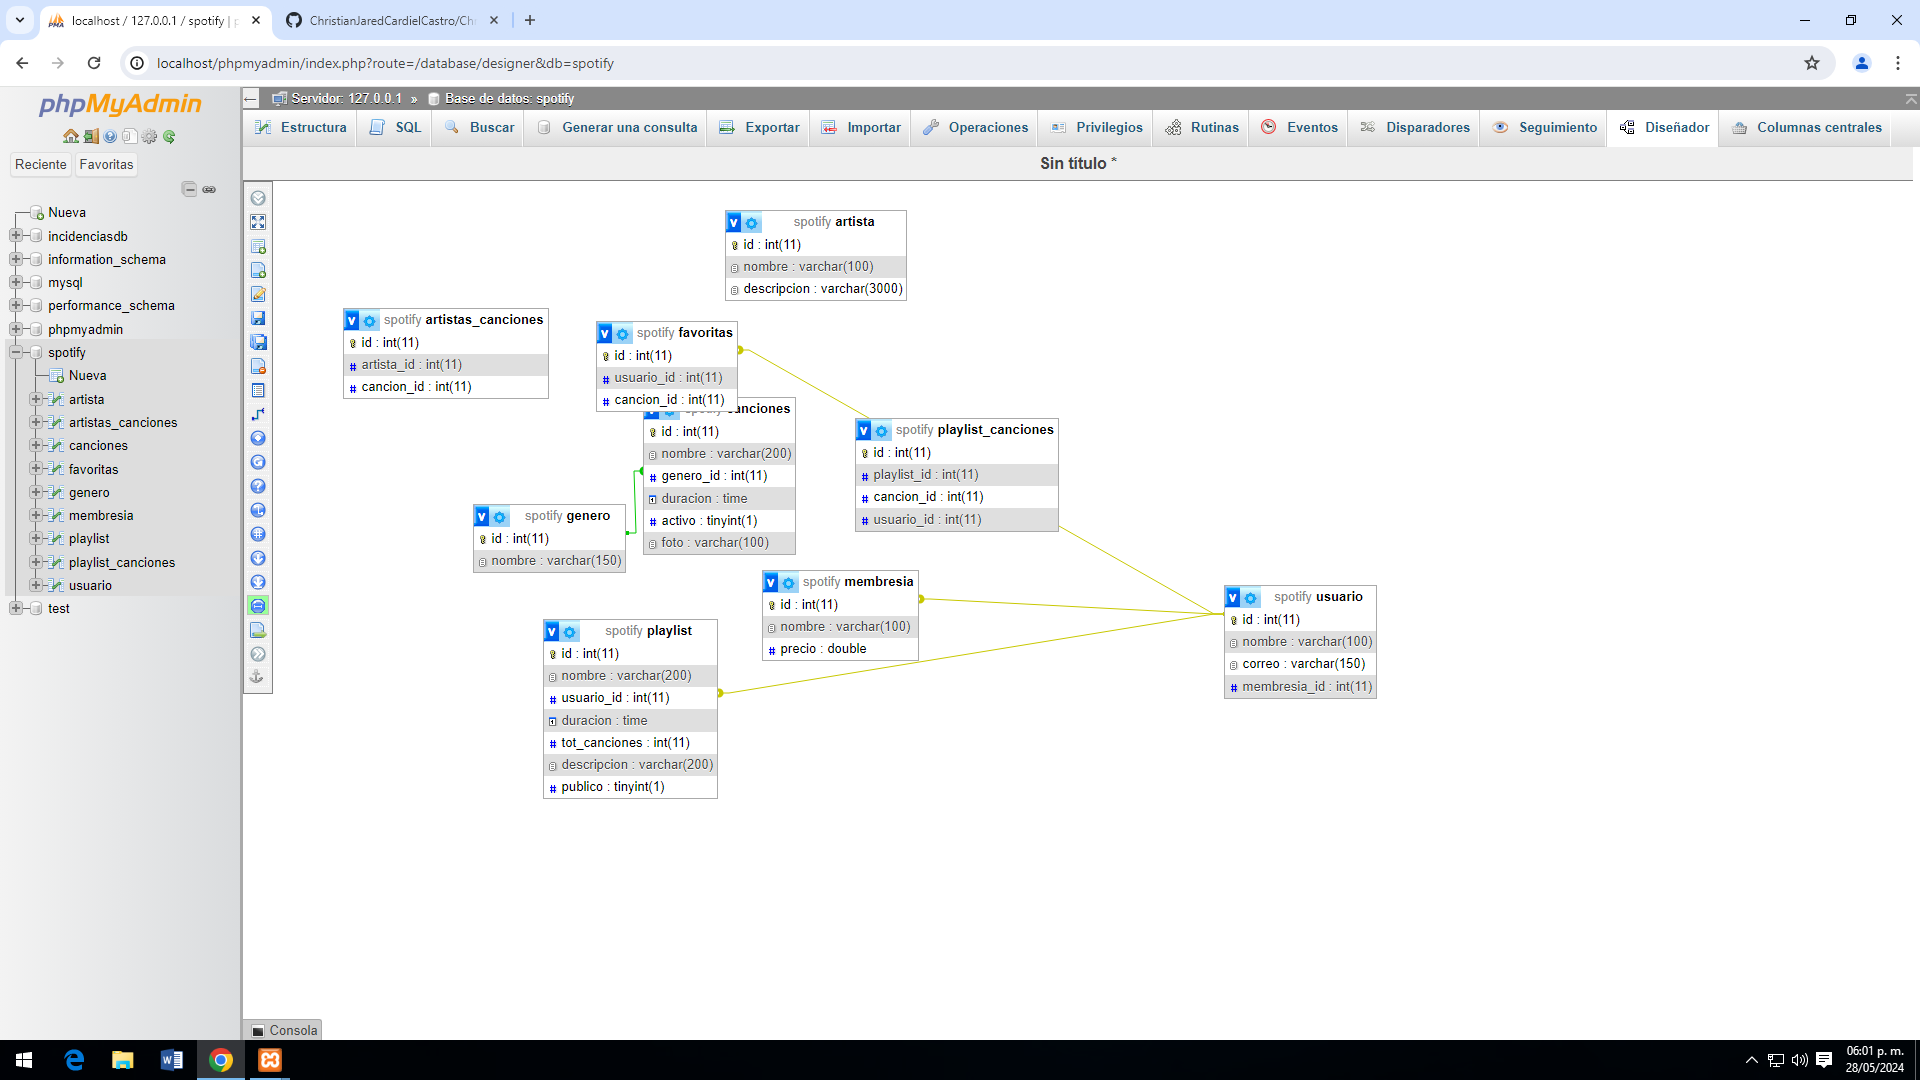 localhost / 127.0.0.1 / spotify | p
ChristianJaredCardielCastro/Ch
localhost/phpmyadmin/index.php?route=/database/designer&db=spotify
phpMyAdmin
Reciente
Favoritas
Nueva
incidenciasdb
information_schema
mysql
performance_schema
phpmyadmin
spotify
Nueva
artista
artistas_canciones
canciones
favoritas
genero
membresia
playlist
playlist_canciones
usuario
test
Servidor: 127.0.0.1 » Base de datos: spotify
Estructura
SQL
Buscar
Generar una consulta
Exportar
Importar
Operaciones
Privilegios
Rutinas
Eventos
Disparadores
Seguimiento
Diseñador
Columnas centrales
Sin título *
spotify artista
id : int(11)
nombre : varchar(100)
descripcion : varchar(3000)
spotify artistas_canciones
id : int(11)
artista_id : int(11)
cancion_id : int(11)
spotify favoritas
id : int(11)
usuario_id : int(11)
cancion_id : int(11)
spotify canciones
id : int(11)
nombre : varchar(200)
genero_id : int(11)
duracion : time
activo : tinyint(1)
foto : varchar(100)
spotify playlist_canciones
id : int(11)
playlist_id : int(11)
cancion_id : int(11)
usuario_id : int(11)
spotify genero
id : int(11)
nombre : varchar(150)
spotify membresia
id : int(11)
nombre : varchar(100)
precio : double
spotify usuario
id : int(11)
nombre : varchar(100)
correo : varchar(150)
membresia_id : int(11)
spotify playlist
id : int(11)
nombre : varchar(200)
usuario_id : int(11)
duracion : time
tot_canciones : int(11)
descripcion : varchar(200)
publico : tinyint(1)
Consola
06:01 p. m.
28/05/2024